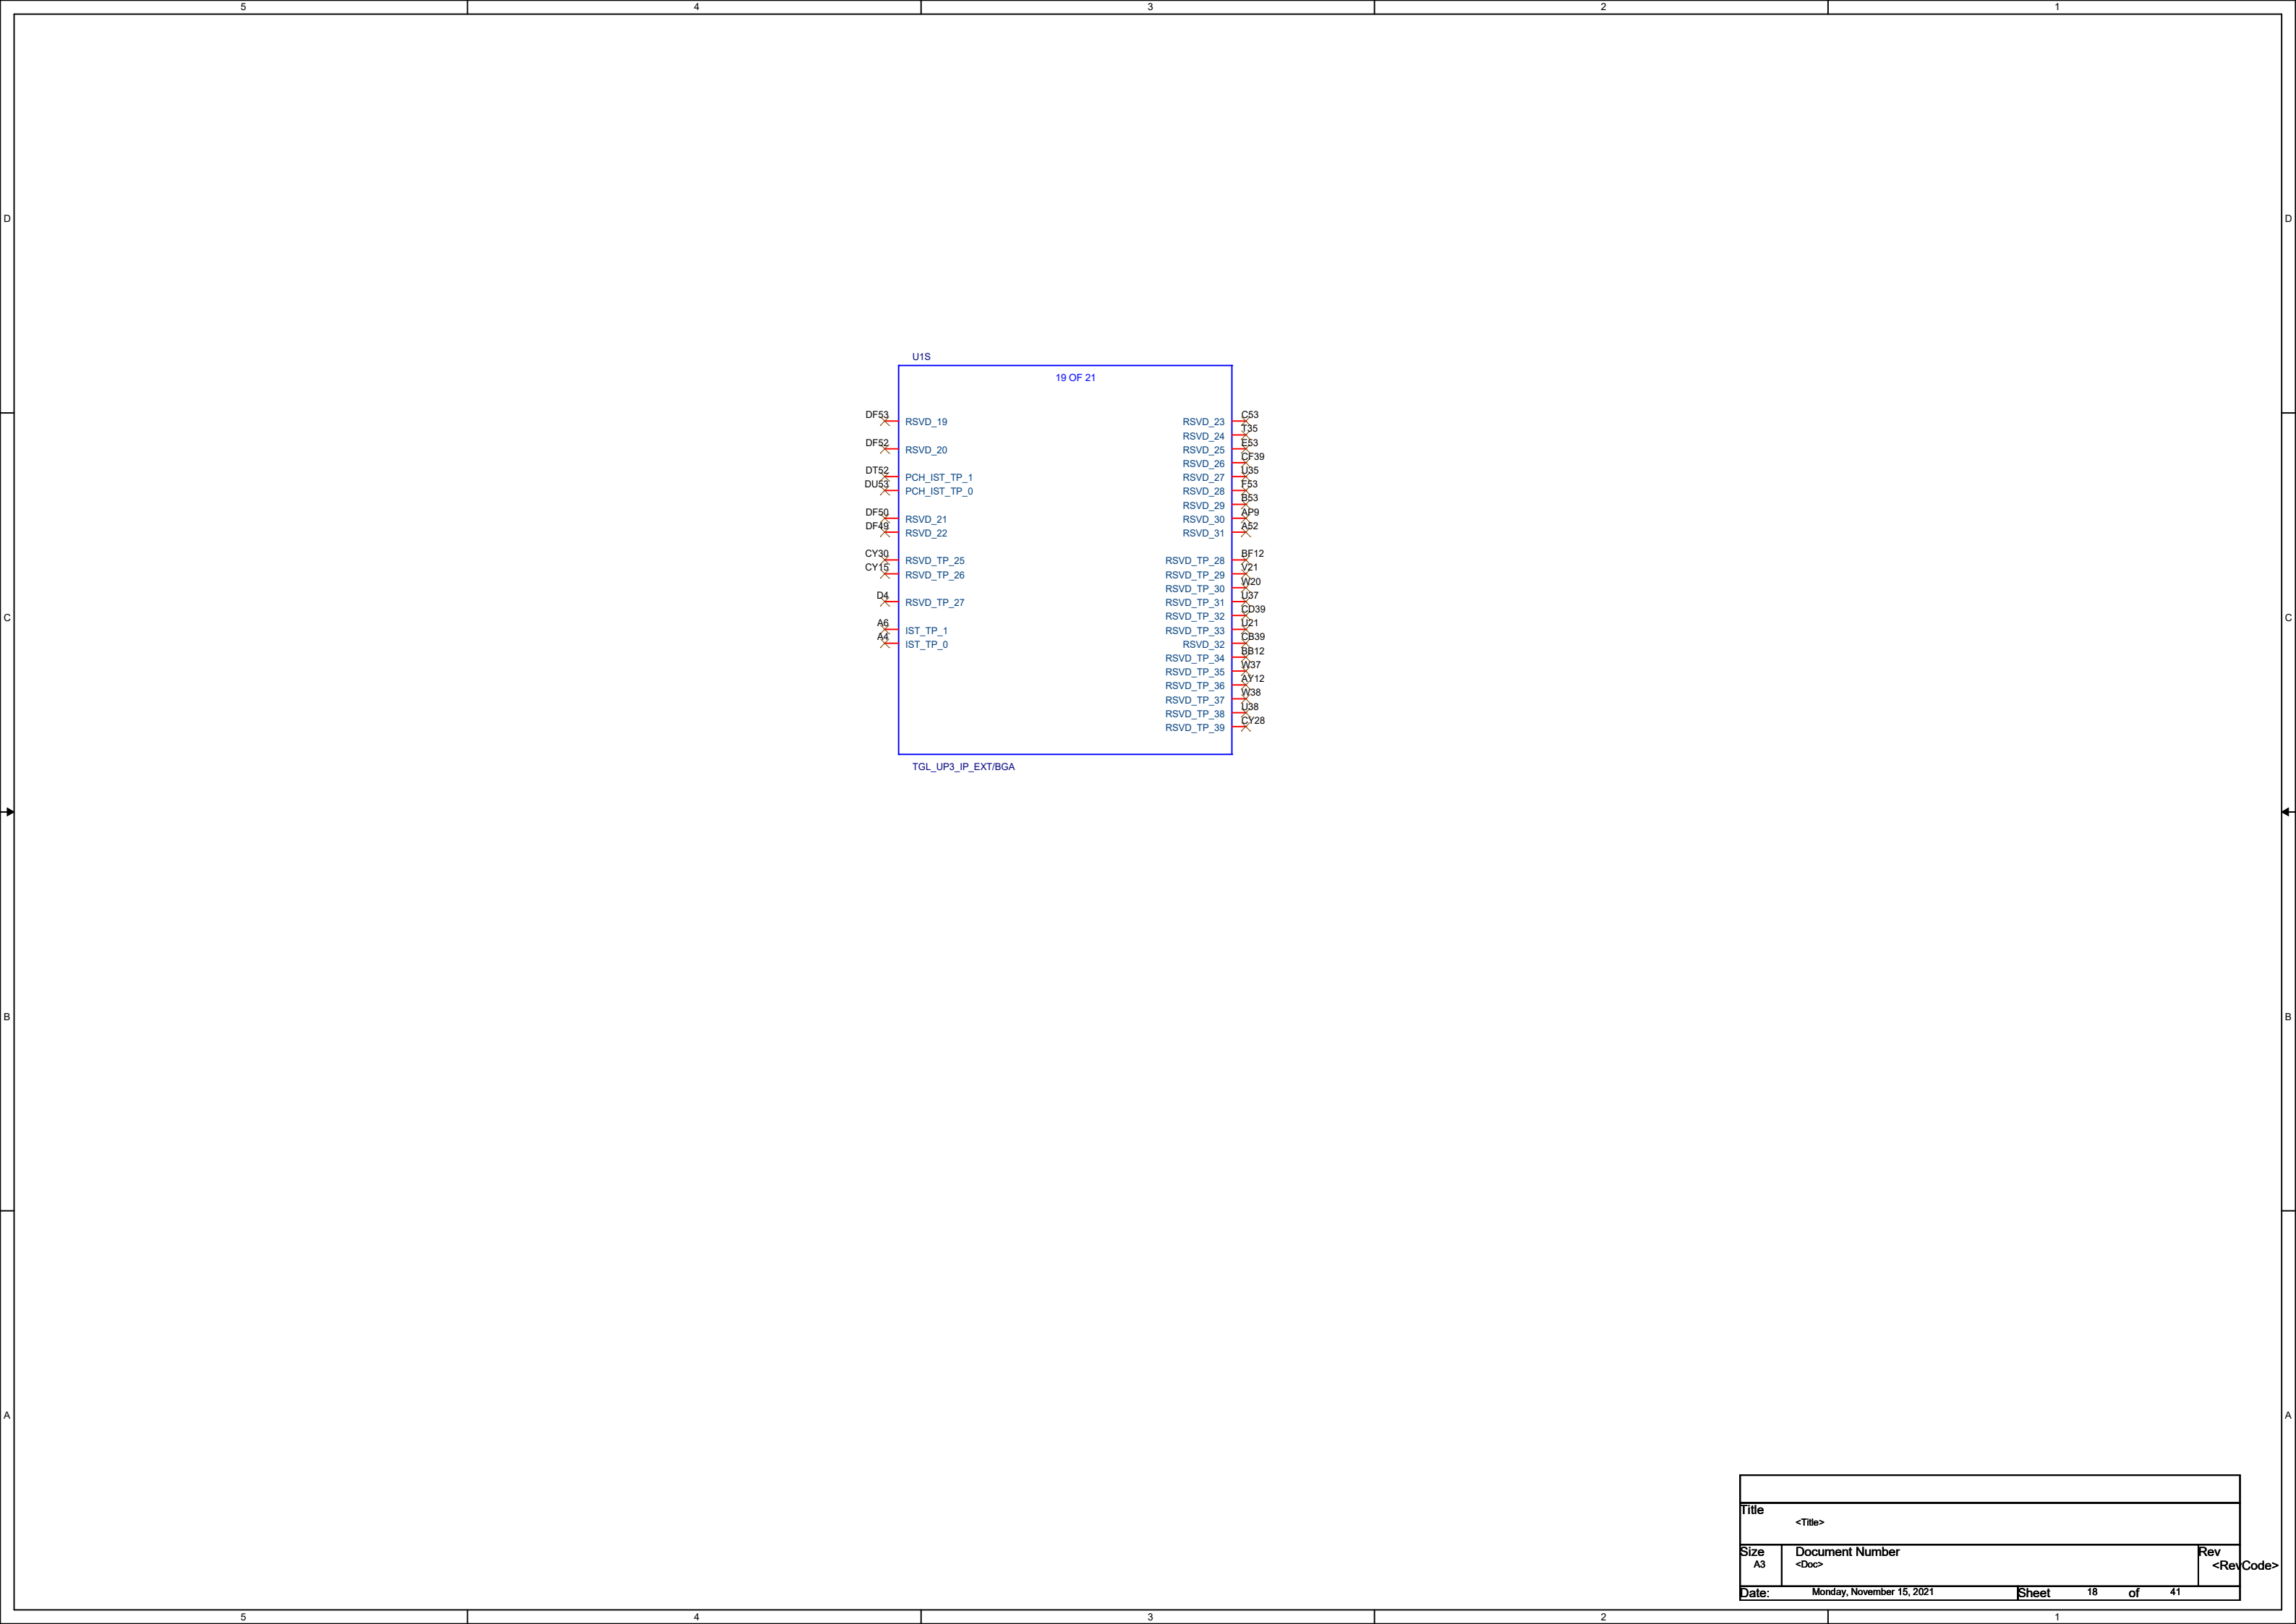 5 4 3 2 1
D D
U1S
19 OF 21
DF53 RSVD_19 RSVD_23 C53
RSVD_24 T35
DF52 RSVD_20 RSVD_25 E53
RSVD_26 CF39
DT52 PCH_IST_TP_1 RSVD_27 U35
DU53 PCH_IST_TP_0 RSVD_28 F53
RSVD_29 B53
DF50 RSVD_21 RSVD_30 AP9
DF49 RSVD_22 RSVD_31 A52
CY30 RSVD_TP_25 RSVD_TP_28 BF12
CY15 RSVD_TP_26 RSVD_TP_29 V21
RSVD_TP_30 W20
D4 RSVD_TP_27 RSVD_TP_31 U37
C RSVD_TP_32 CD39 C
A6 IST_TP_1 RSVD_TP_33 U21
A4 IST_TP_0 RSVD_32 CB39
RSVD_TP_34 BB12
RSVD_TP_35 W37
RSVD_TP_36 AY12
RSVD_TP_37 W38
RSVD_TP_38 U38
RSVD_TP_39 CY28
TGL_UP3_IP_EXT/BGA
B B
A A
Title
<Title>
Size Document Number Rev
A3 <Doc> <RevCode>
Date: Monday, November 15, 2021 Sheet 18 of 41
5 4 3 2 1